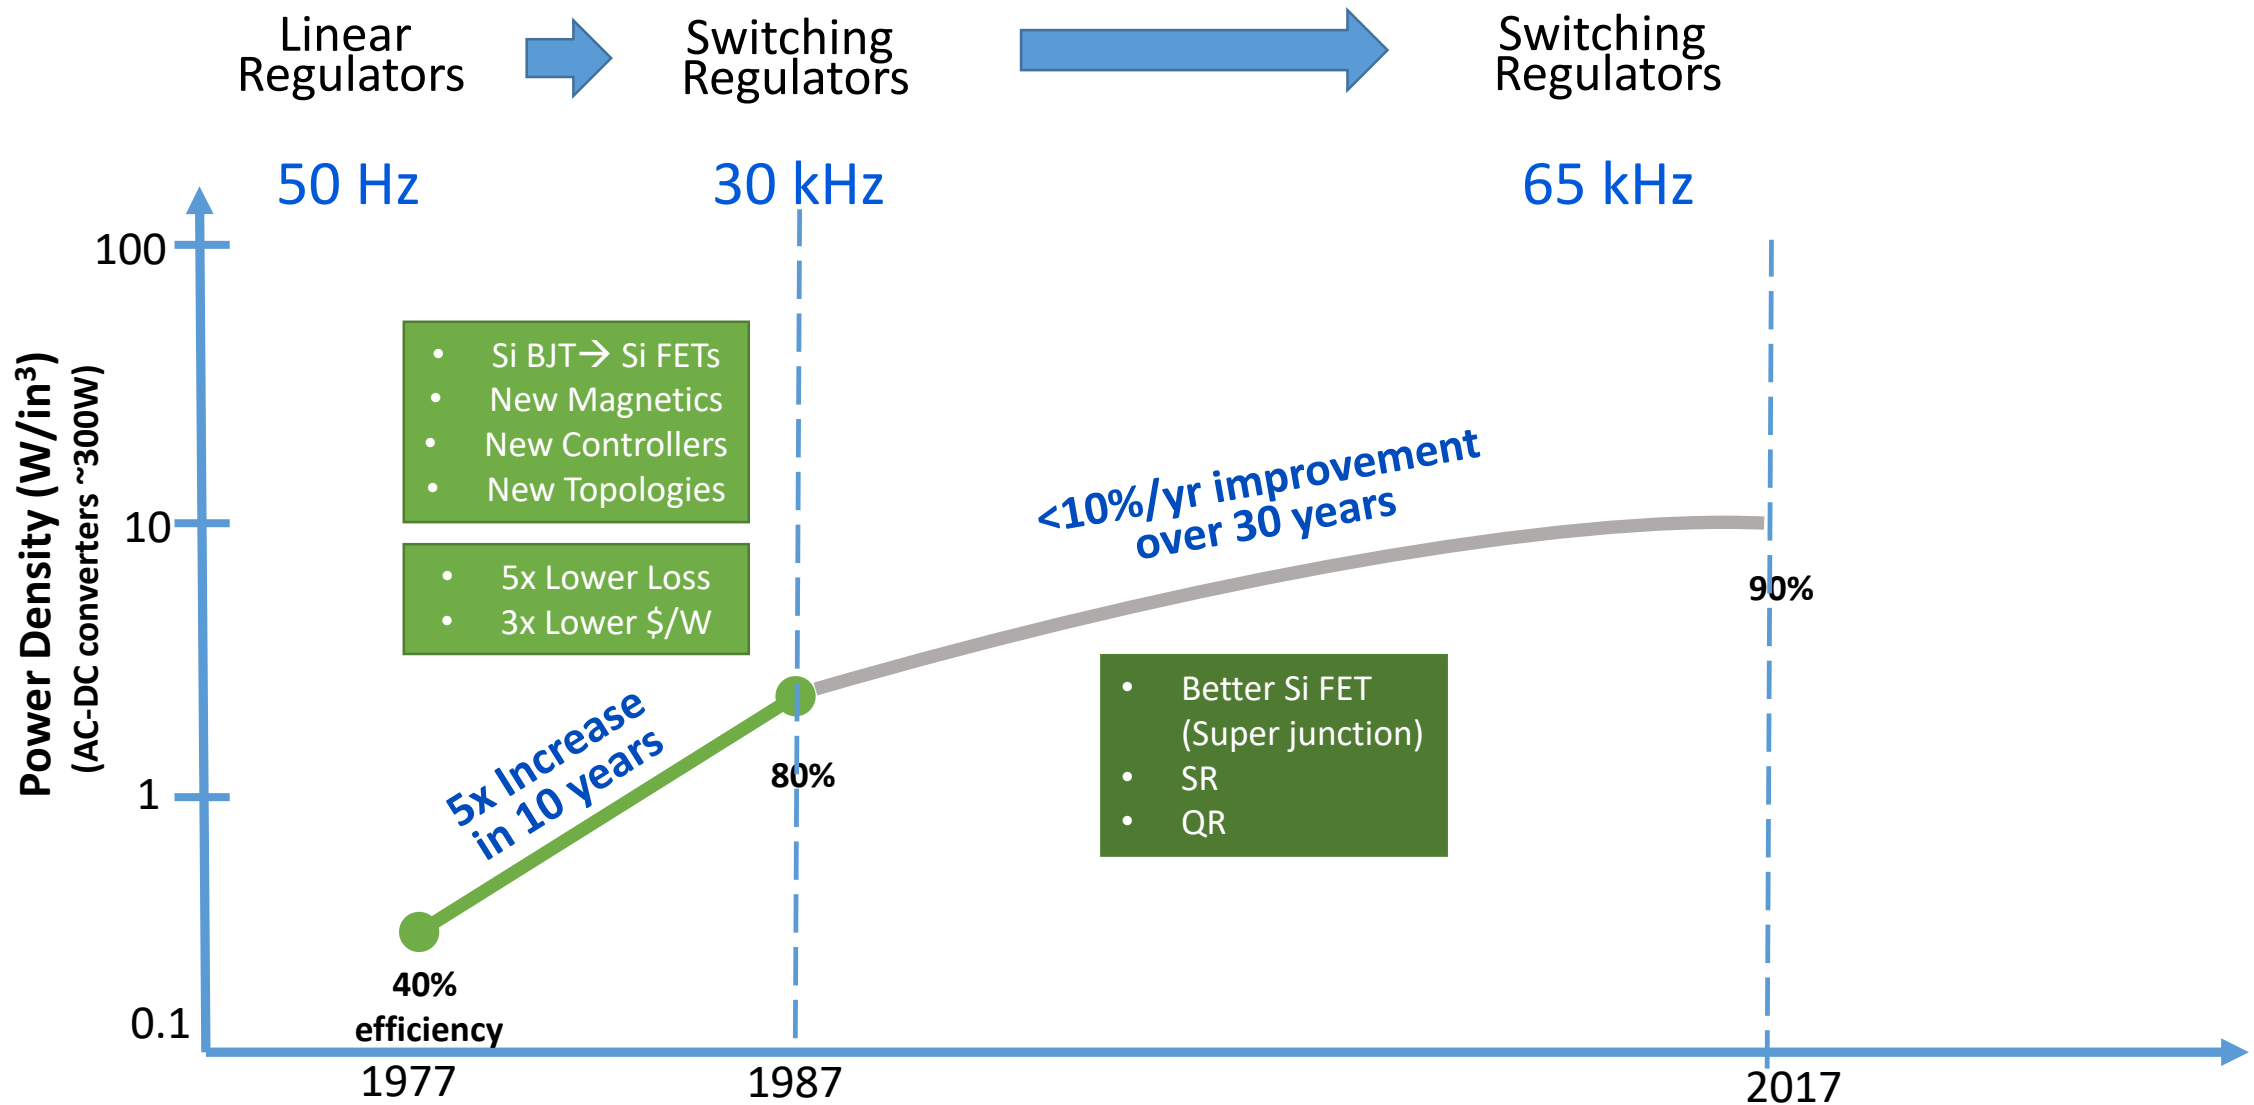 Linear
Regulators
Switching
Regulators
Switching
Regulators
50 Hz
30 kHz
65 kHz
Power Density (W/in³)
(AC-DC converters ~300W)
100
10
1
0.1
• Si BJT→ Si FETs
• New Magnetics
• New Controllers
• New Topologies
• 5x Lower Loss
• 3x Lower $/W
5x Increase
in 10 years
<10%/yr improvement
over 30 years
• Better Si FET
(Super junction)
• SR
• QR
40%
efficiency
80%
90%
1977
1987
2017